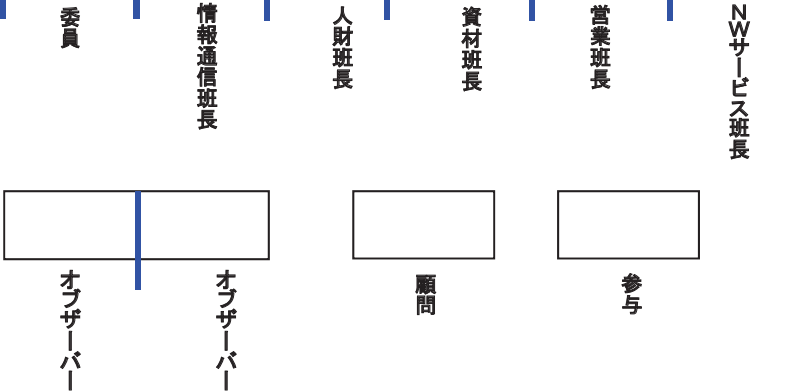 委員
情報通信班長
人財班長
資材班長
営業班長
NWサービス班長
オブザーバー
オブザーバー
顧問
参与